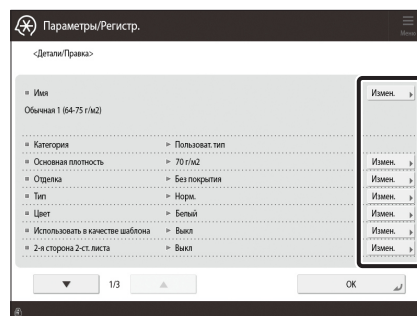 Параметры/Регистр.
Меню
<Детали/Правка>
Имя Измен.
Обычная 1 (64-75 г/м2)
Категория Пользоват. тип
Основная плотность 70 г/м2 Измен.
Отделка Без покрытия Измен.
Тип Норм. Измен.
Цвет Белый Измен.
Использовать в качестве шаблона Выкл Измен.
2-я сторона 2-ст. листа Выкл Измен.
1/3 OK